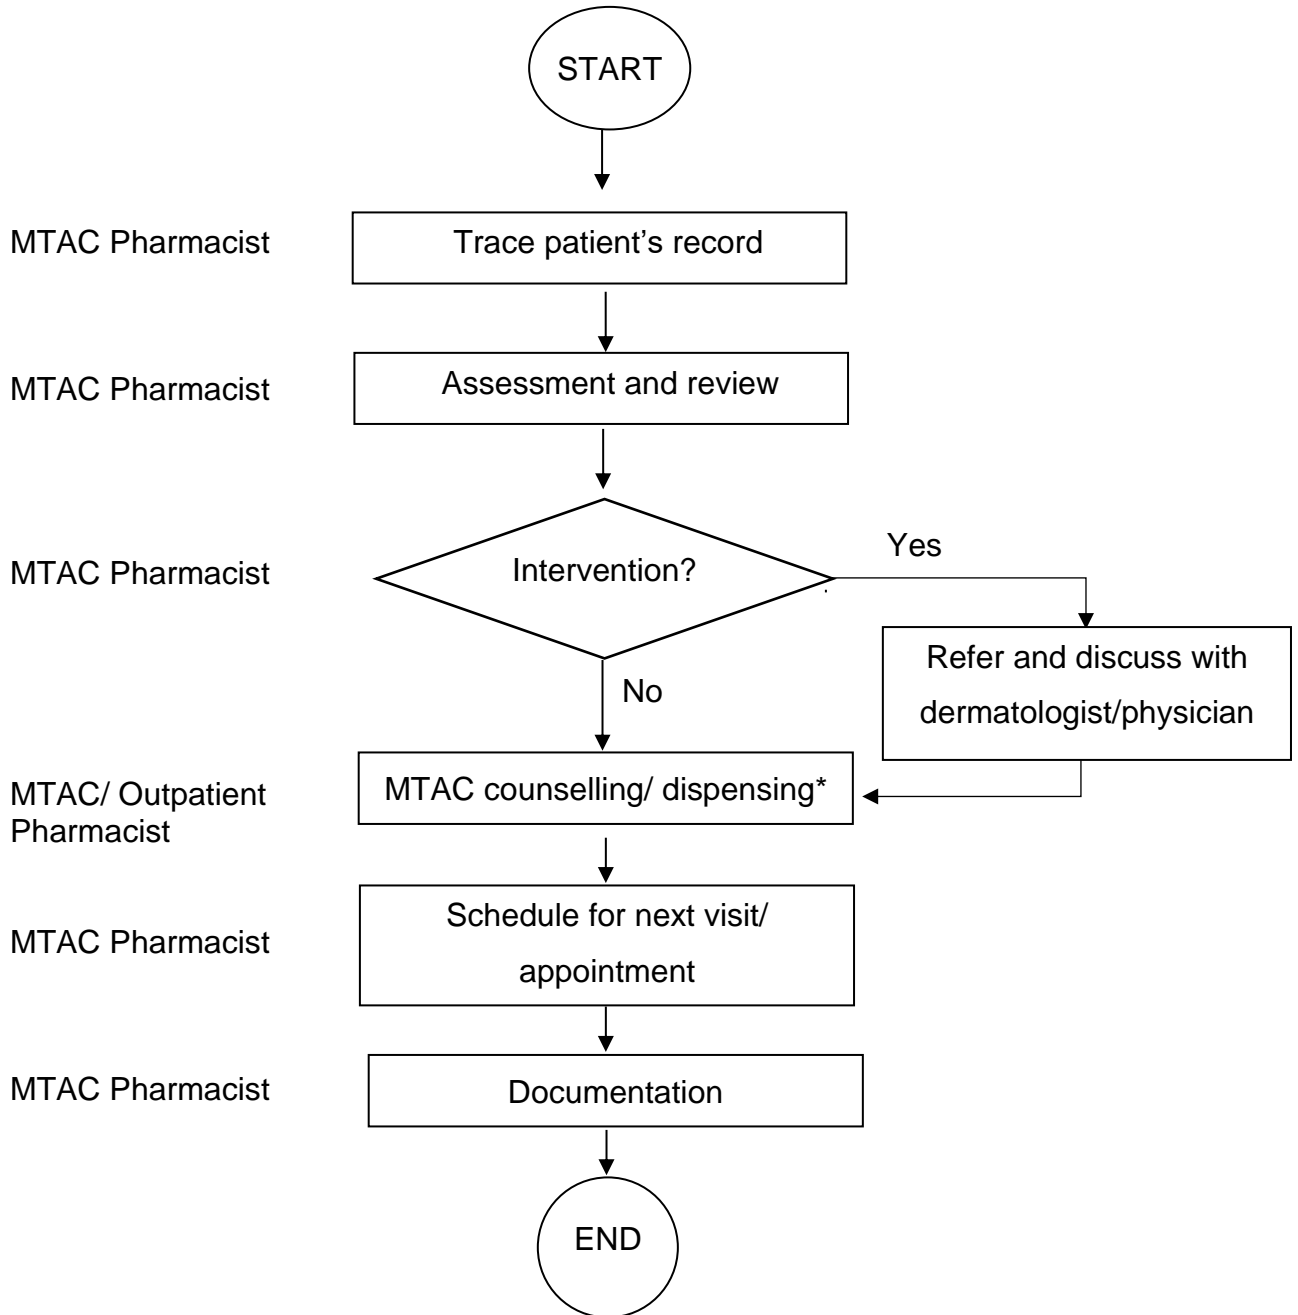 START
MTAC Pharmacist
Trace patient’s record
MTAC Pharmacist
Assessment and review
MTAC Pharmacist
Intervention?
Yes
Refer and discuss with
dermatologist/physician
No
MTAC/ Outpatient
Pharmacist
MTAC counselling/ dispensing*
MTAC Pharmacist
Schedule for next visit/
appointment
MTAC Pharmacist
Documentation
END